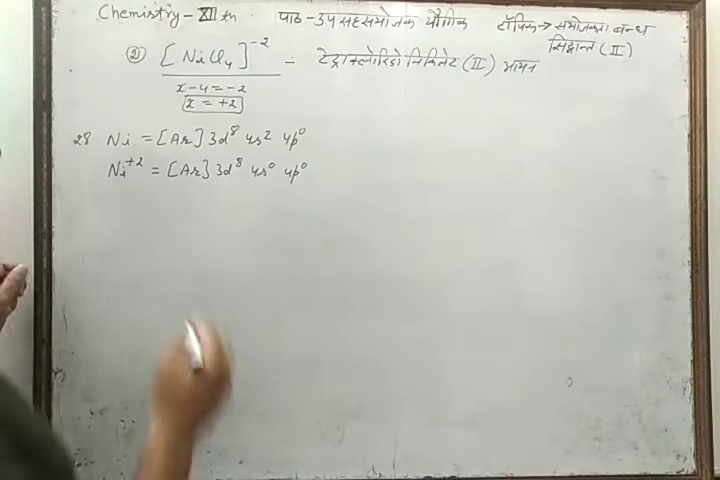 Chemistry - XII th पाठ - उपसहसंयोजक यौगिक टॉपिक → संयोजकता बन्ध
सिद्धान्त (II)
② [NiCl₄]⁻² - टेट्राक्लोरिडो निकिलेट (II) आयन
x-4 = -2
x = +2
28 Ni = [Ar] 3d⁸ 4s² 4p⁰
Ni⁺² = [Ar] 3d⁸ 4s⁰ 4p⁰